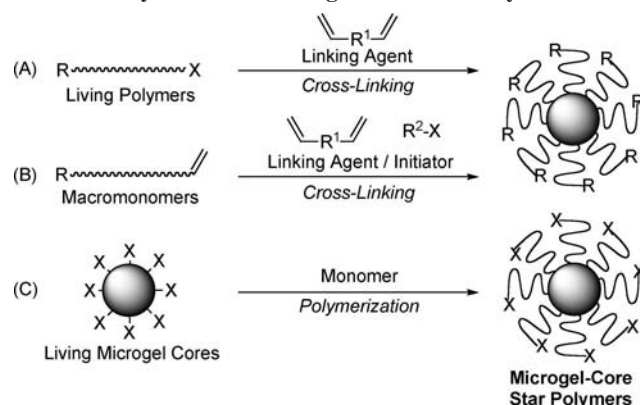 R¹
(A) R X
Linking Agent
Living Polymers
Cross-Linking
R R R R R R R R
R¹ R²-X
(B) R
Linking Agent / Initiator
Macromonomers
Cross-Linking
X X X X X X X X
(C)
Monomer
Polymerization
Living Microgel Cores
X X X X X X X X
Microgel-Core
Star Polymers